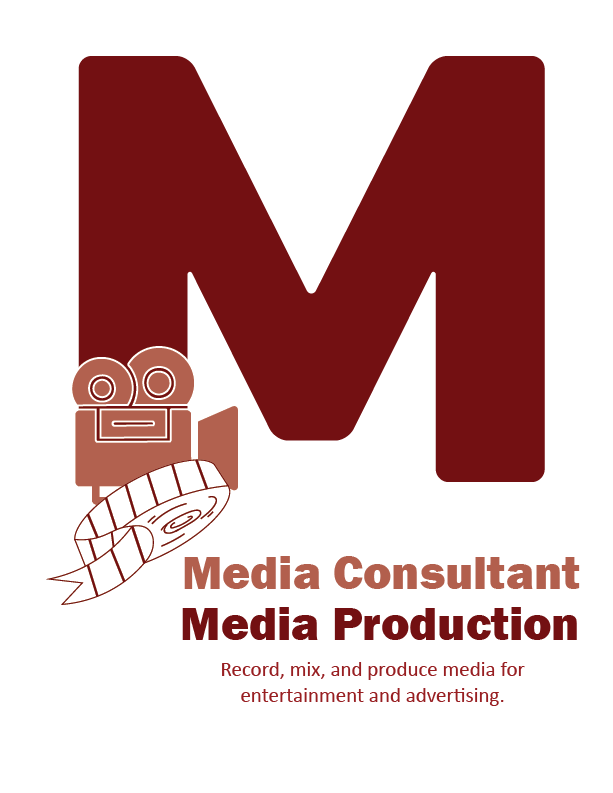 M
Media Consultant
Media Production
Record, mix, and produce media for
entertainment and advertising.